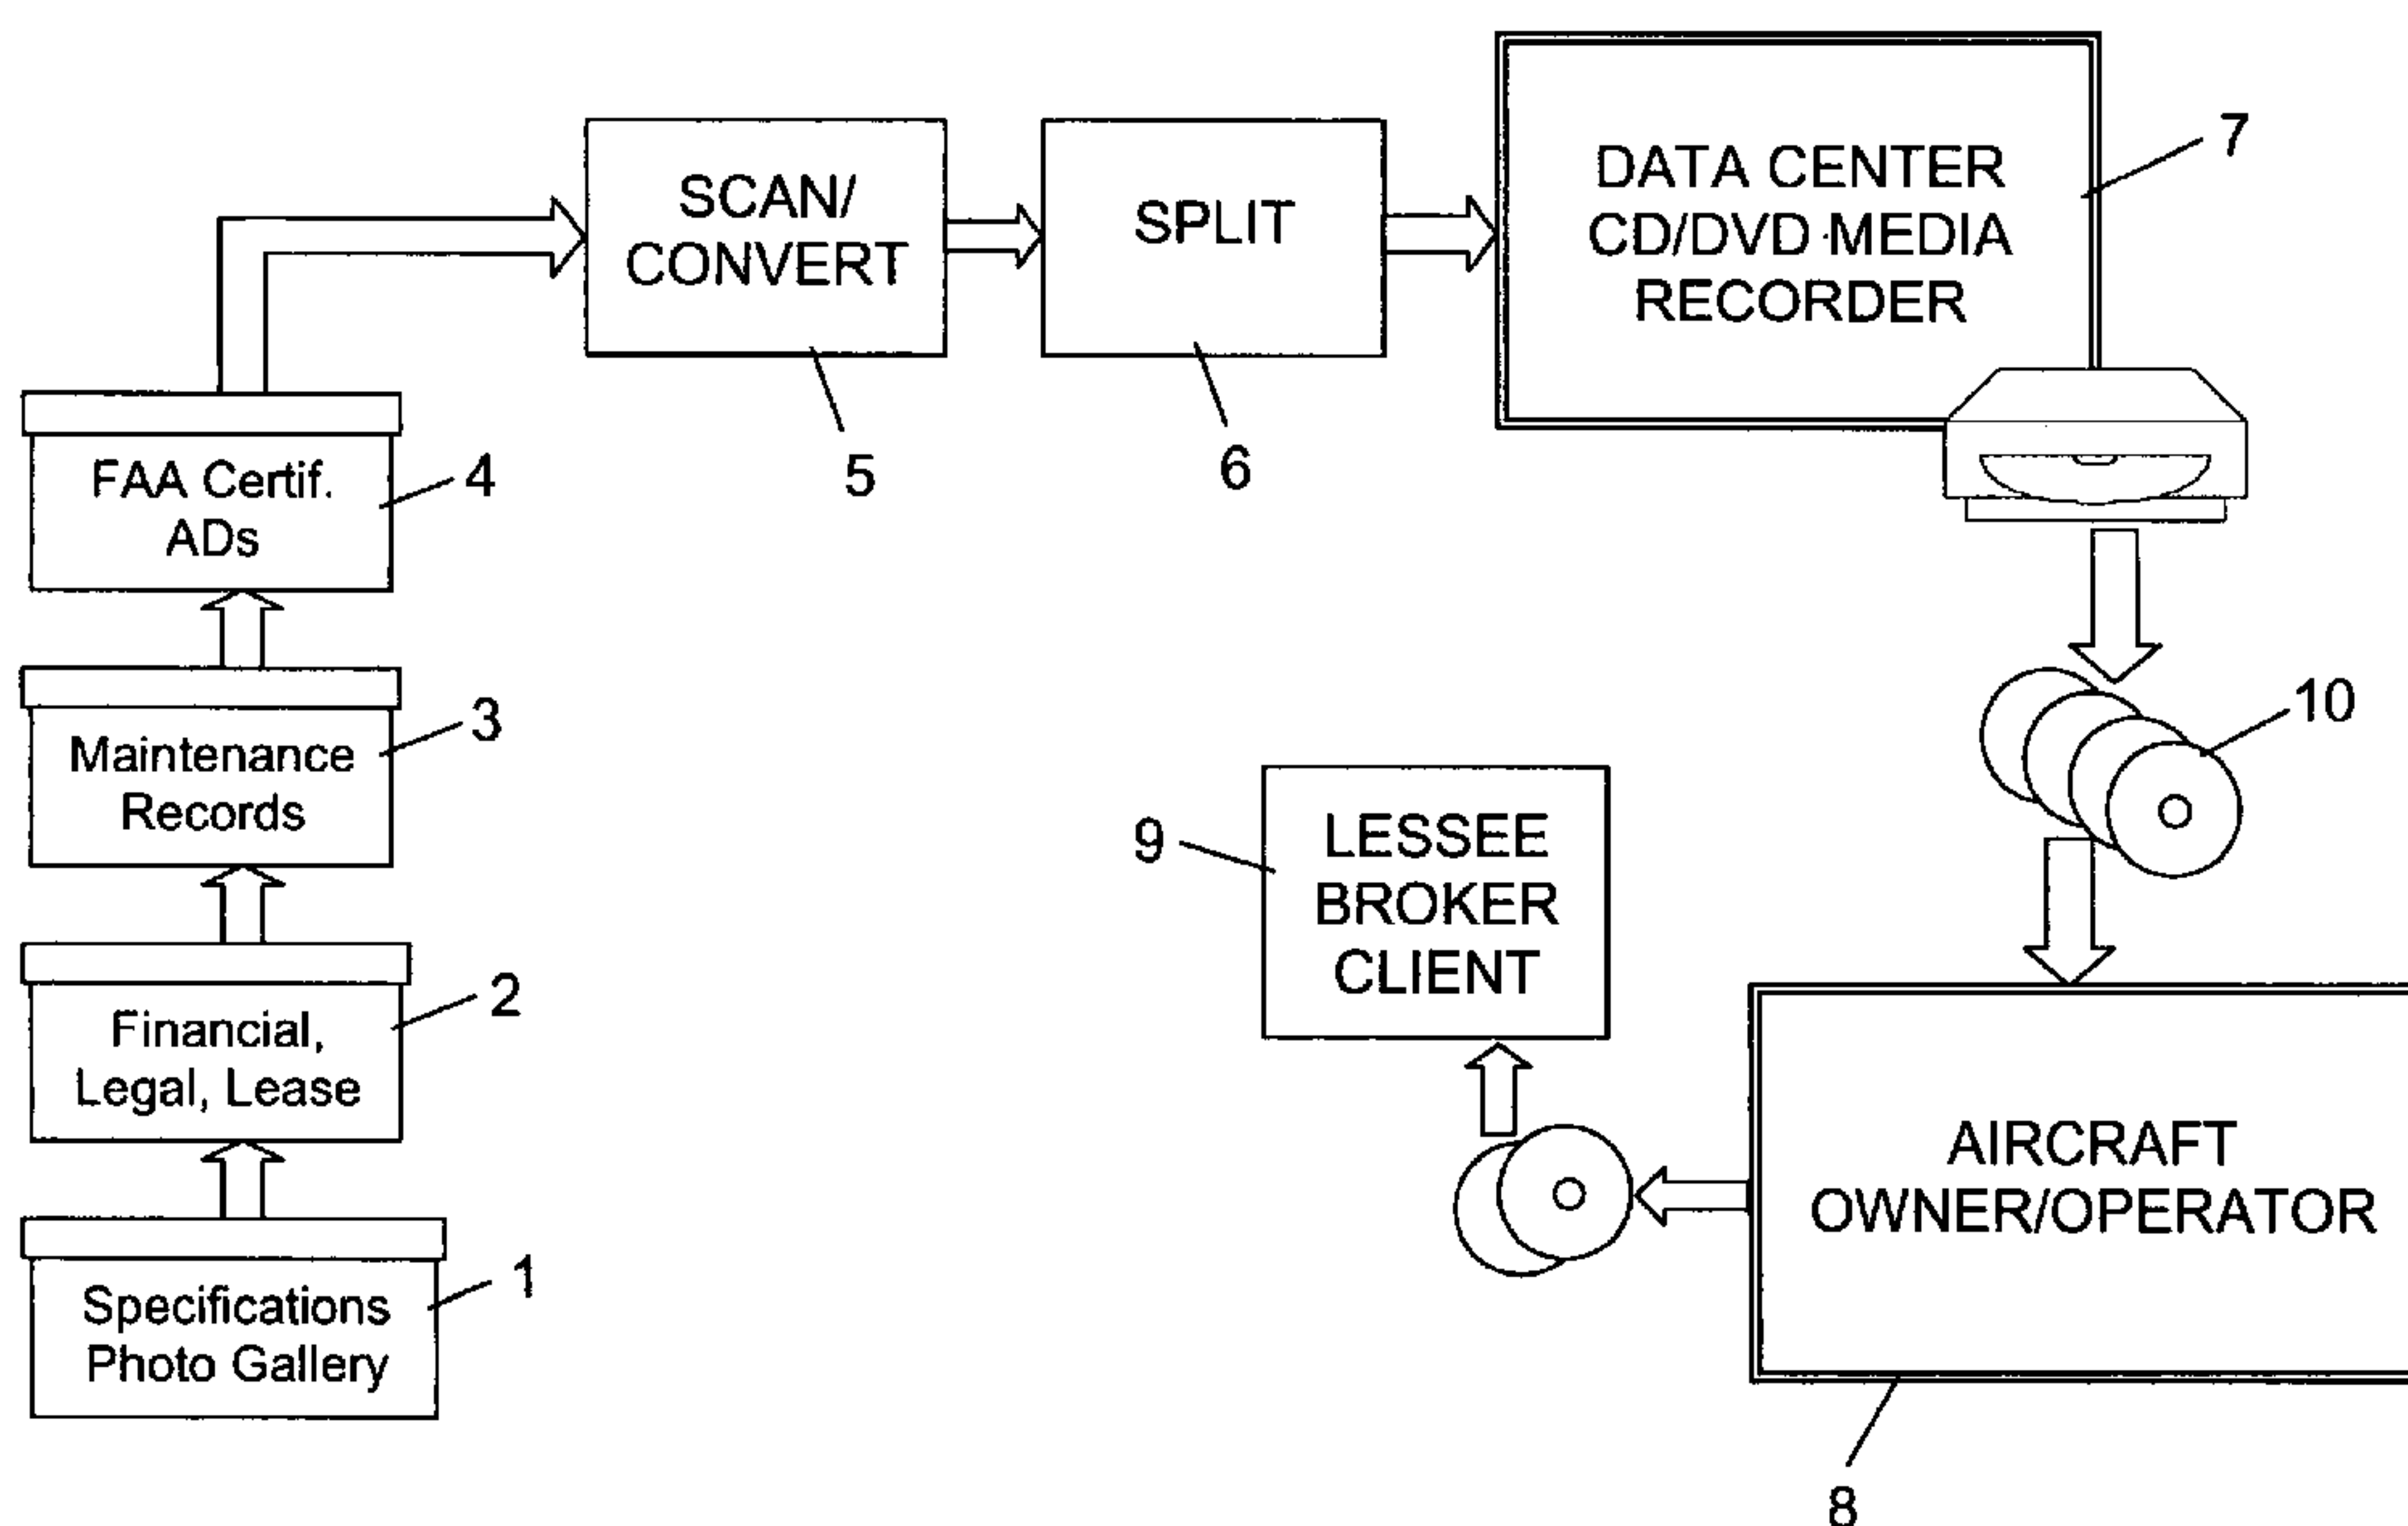 SCAN/
CONVERT
5
SPLIT
6
DATA CENTER
CD/DVD MEDIA
RECORDER
7
FAA Certif.
ADs
4
Maintenance
Records
3
Financial,
Legal, Lease
2
Specifications
Photo Gallery
1
10
LESSEE
BROKER
CLIENT
9
AIRCRAFT
OWNER/OPERATOR
8